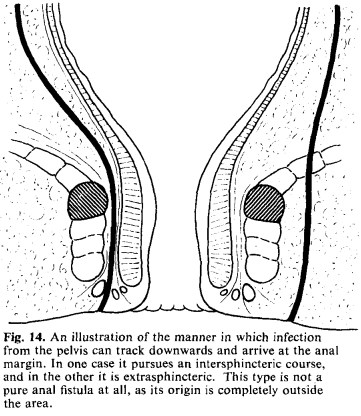 Fig. 14. An illustration of the manner in which infection
from the pelvis can track downwards and arrive at the anal
margin. In one case it pursues an intersphincteric course,
and in the other it is extrasphincteric. This type is not a
pure anal fistula at all, as its origin is completely outside
the area.